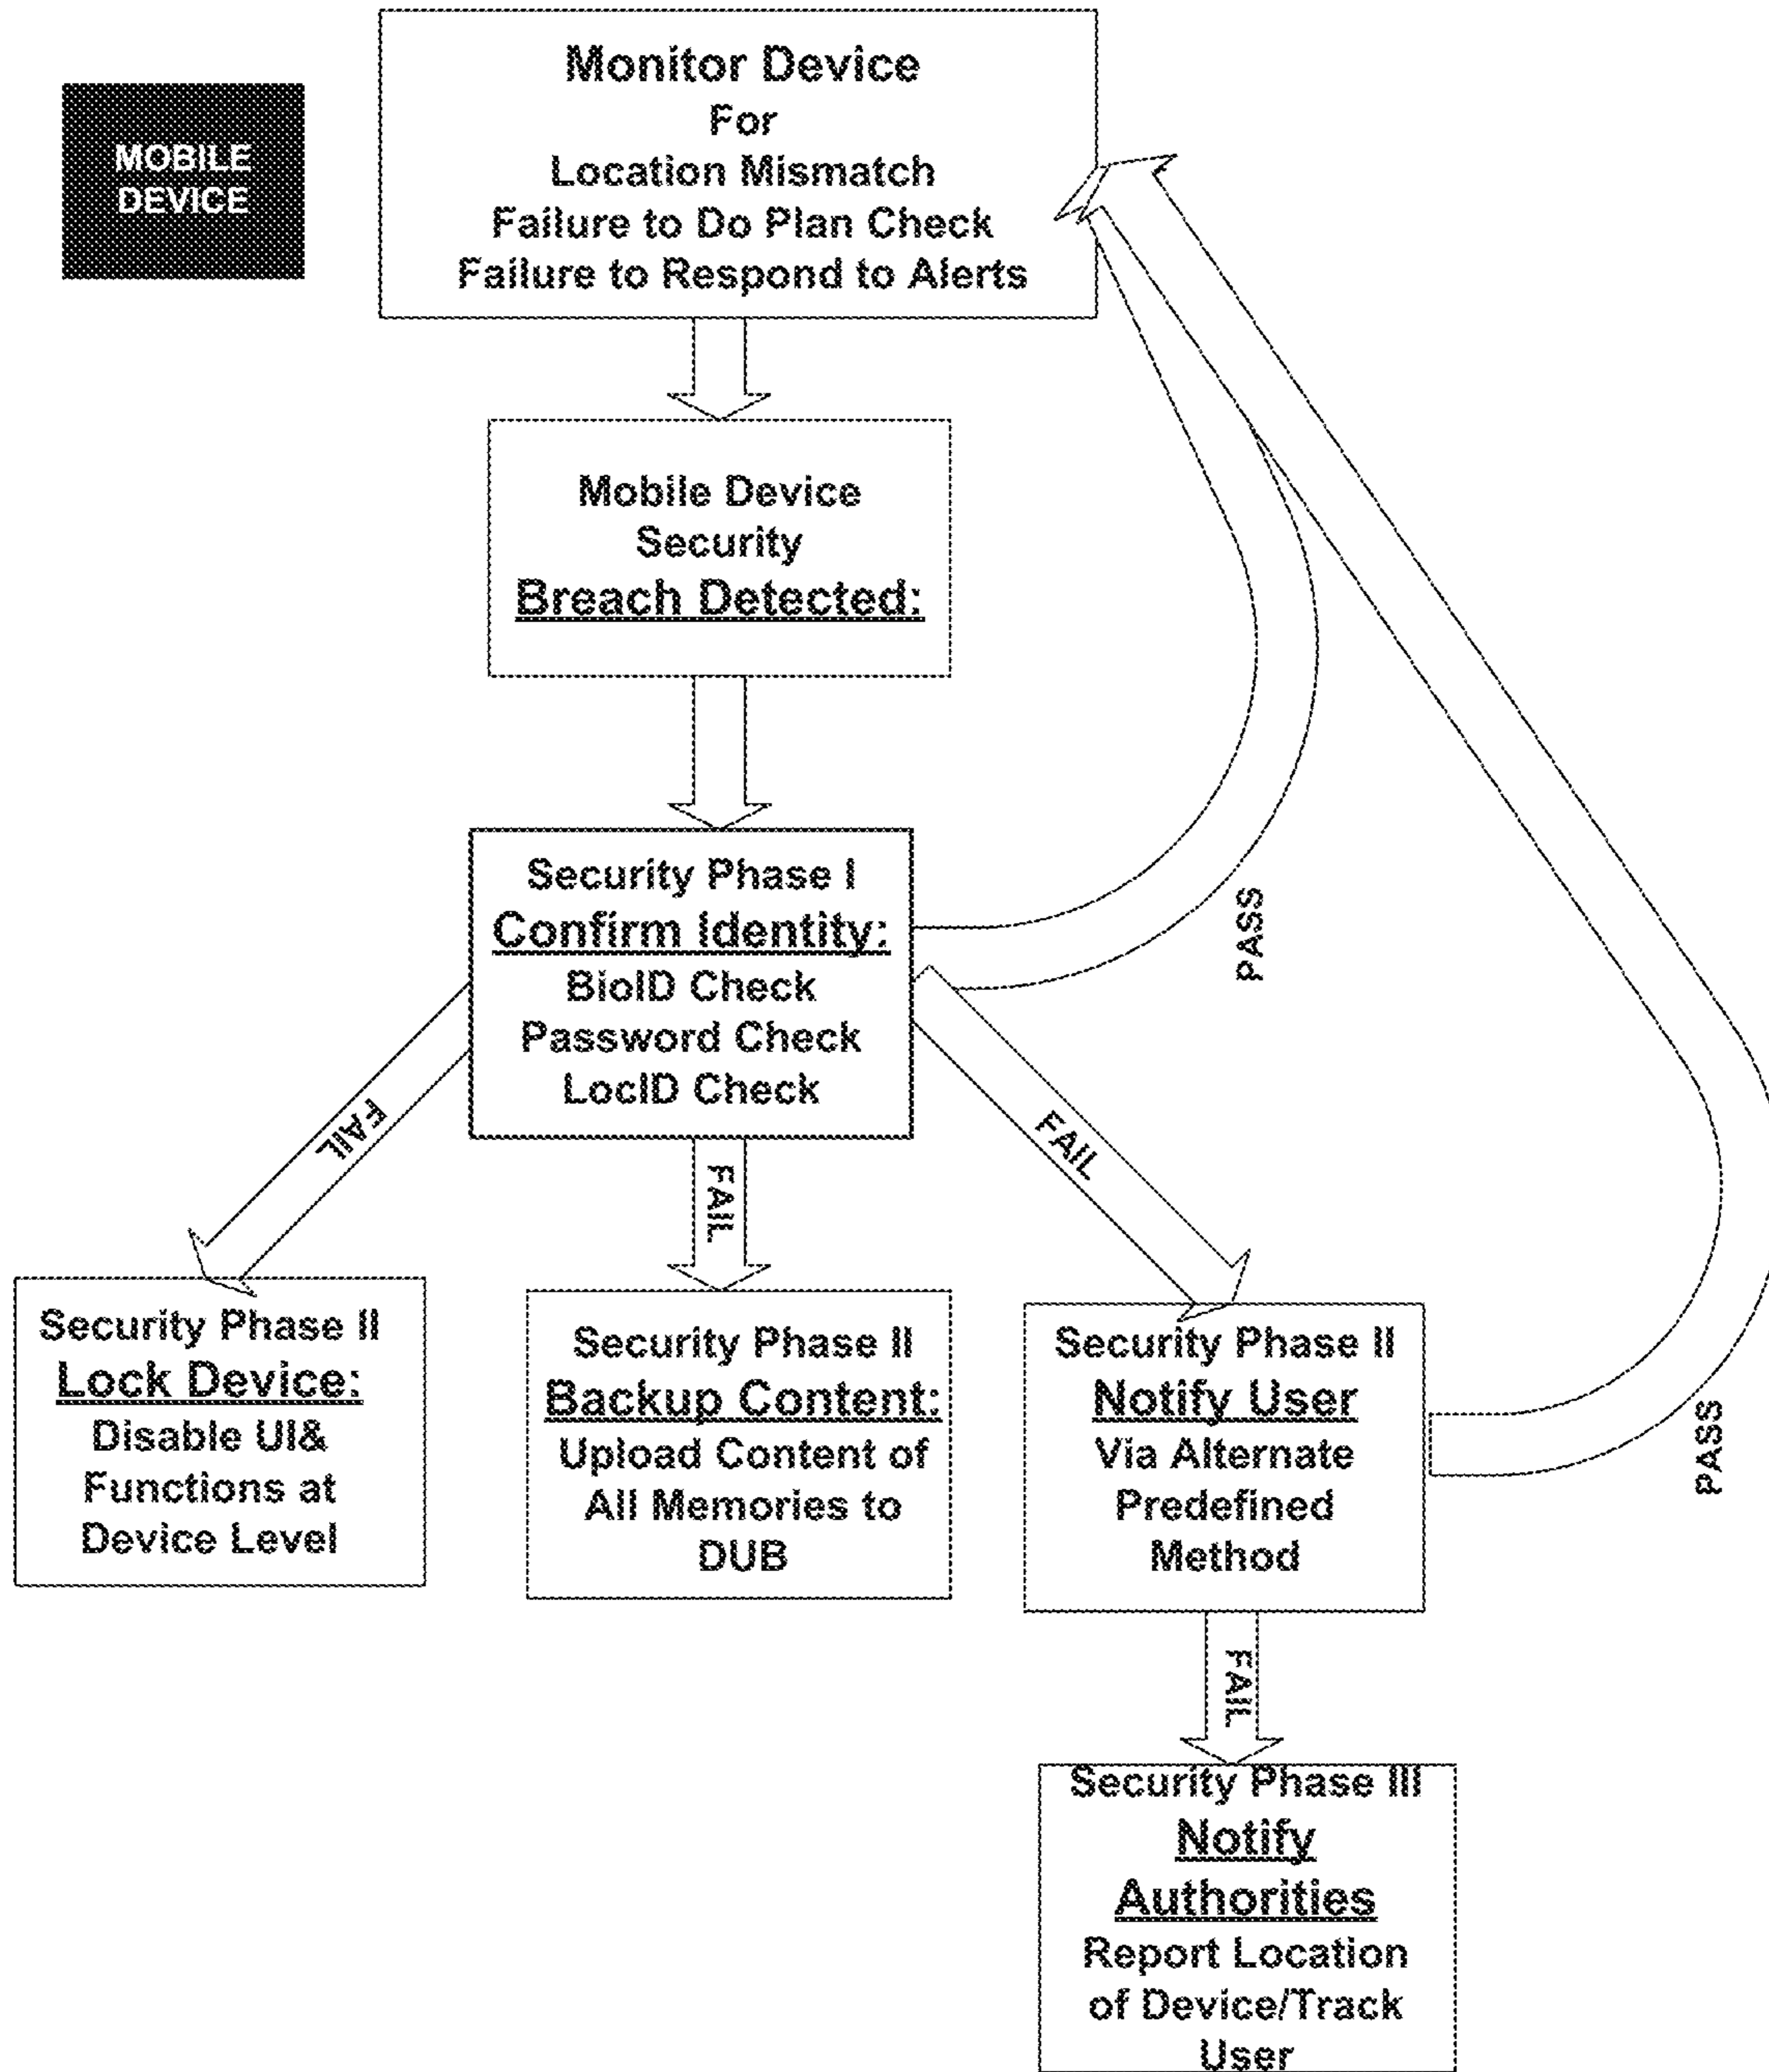 MOBILE
DEVICE
Monitor Device
For
Location Mismatch
Failure to Do Plan Check
Failure to Respond to Alerts
Mobile Device
Security
Breach Detected:
Security Phase I
Confirm Identity:
BioID Check
Password Check
LocID Check
PASS
FAIL
FAIL
FAIL
Security Phase II
Lock Device:
Disable UI&
Functions at
Device Level
Security Phase II
Backup Content:
Upload Content of
All Memories to
DUB
Security Phase II
Notify User
Via Alternate
Predefined
Method
PASS
FAIL
Security Phase III
Notify
Authorities
Report Location
of Device/Track
User